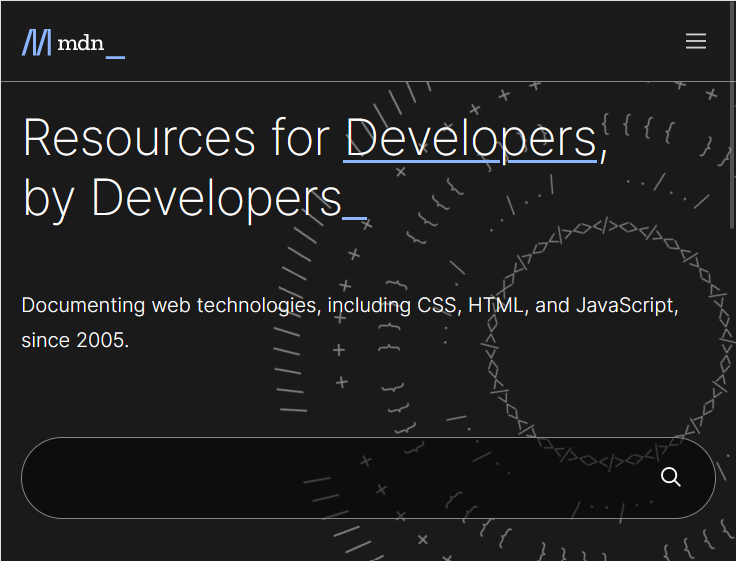 mdn_
Resources for Developers,
by Developers_
Documenting web technologies, including CSS, HTML, and JavaScript,
since 2005.